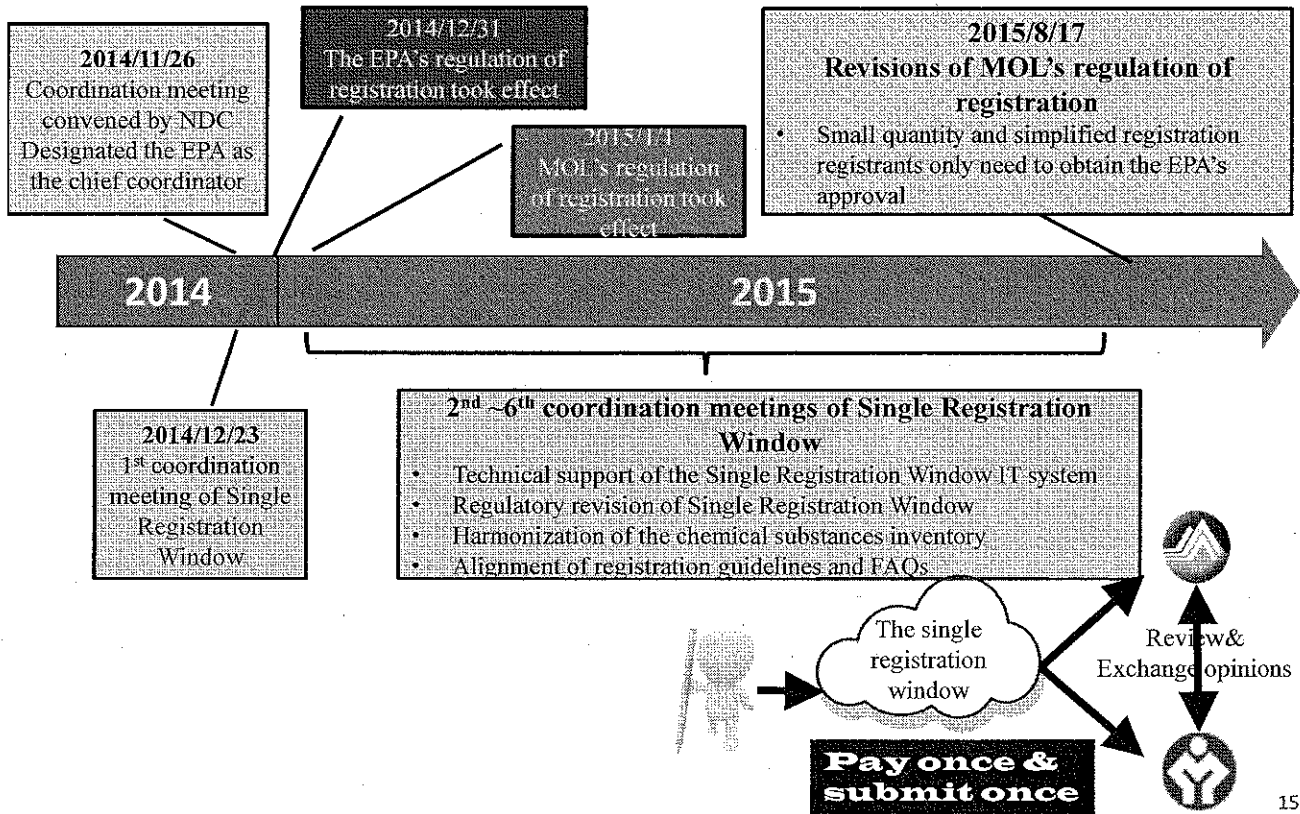 2014/11/26
Coordination meeting
convened by NDC
Designated the EPA as
the chief coordinator
2014/12/31
The EPA's regulation of
registration took effect
2015/1/1
MOL's regulation
of registration took
effect
2015/8/17
Revisions of MOL's regulation of
registration
• Small quantity and simplified registration
registrants only need to obtain the EPA's
approval
2014
2015
2014/12/23
1st coordination
meeting of Single
Registration
Window
2nd ~6th coordination meetings of Single Registration
Window
• Technical support of the Single Registration Window IT system
• Regulatory revision of Single Registration Window
• Harmonization of the chemical substances inventory
• Alignment of registration guidelines and FAQs
The single
registration
window
Review&
Exchange opinions
Pay once &
submit once
15